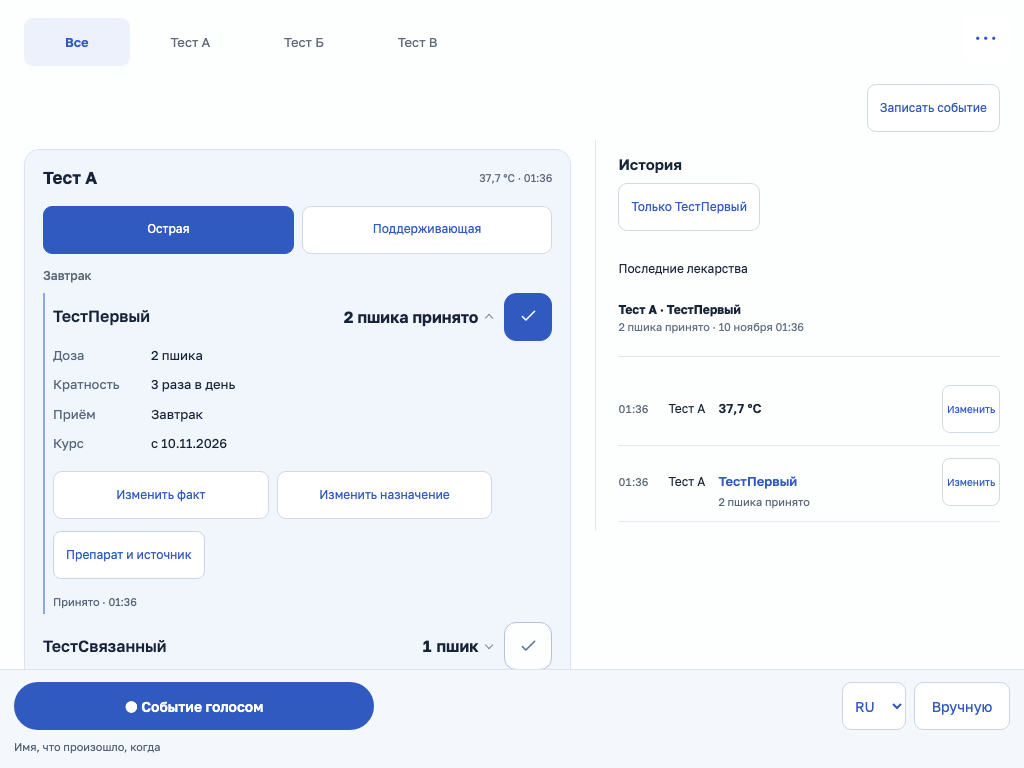 Все
Тест А
Тест Б
Тест В
Записать событие
Тест А
37,7 °C · 01:36
Острая
Поддерживающая
Завтрак
ТестПервый
2 пшика принято
Доза 2 пшика
Кратность 3 раза в день
Приём Завтрак
Курс с 10.11.2026
Изменить факт
Изменить назначение
Препарат и источник
Принято · 01:36
ТестСвязанный
1 пшик
История
Только ТестПервый
Последние лекарства
Тест А · ТестПервый
2 пшика принято · 10 ноября 01:36
01:36 Тест А 37,7 °C
Изменить
01:36 Тест А ТестПервый
2 пшика принято
Изменить
Событие голосом
Имя, что произошло, когда
RU
Вручную